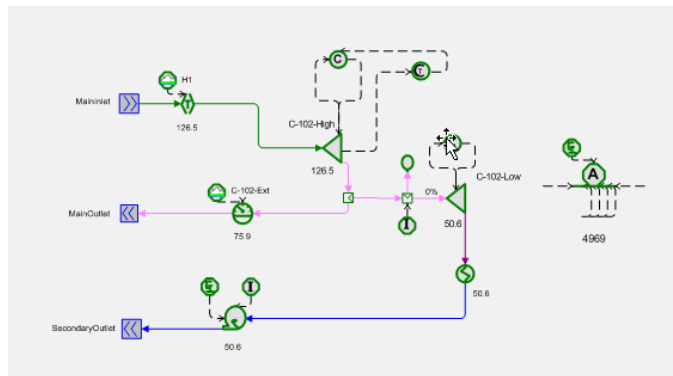 C
H1
C
MainInlet
T
126.5
C-102-High
126.5
C-102-Low
A
C-102-Ext
0%
MainOutlet
50.6
I
75.9
4969
50.6
I
SecondaryOutlet
50.6